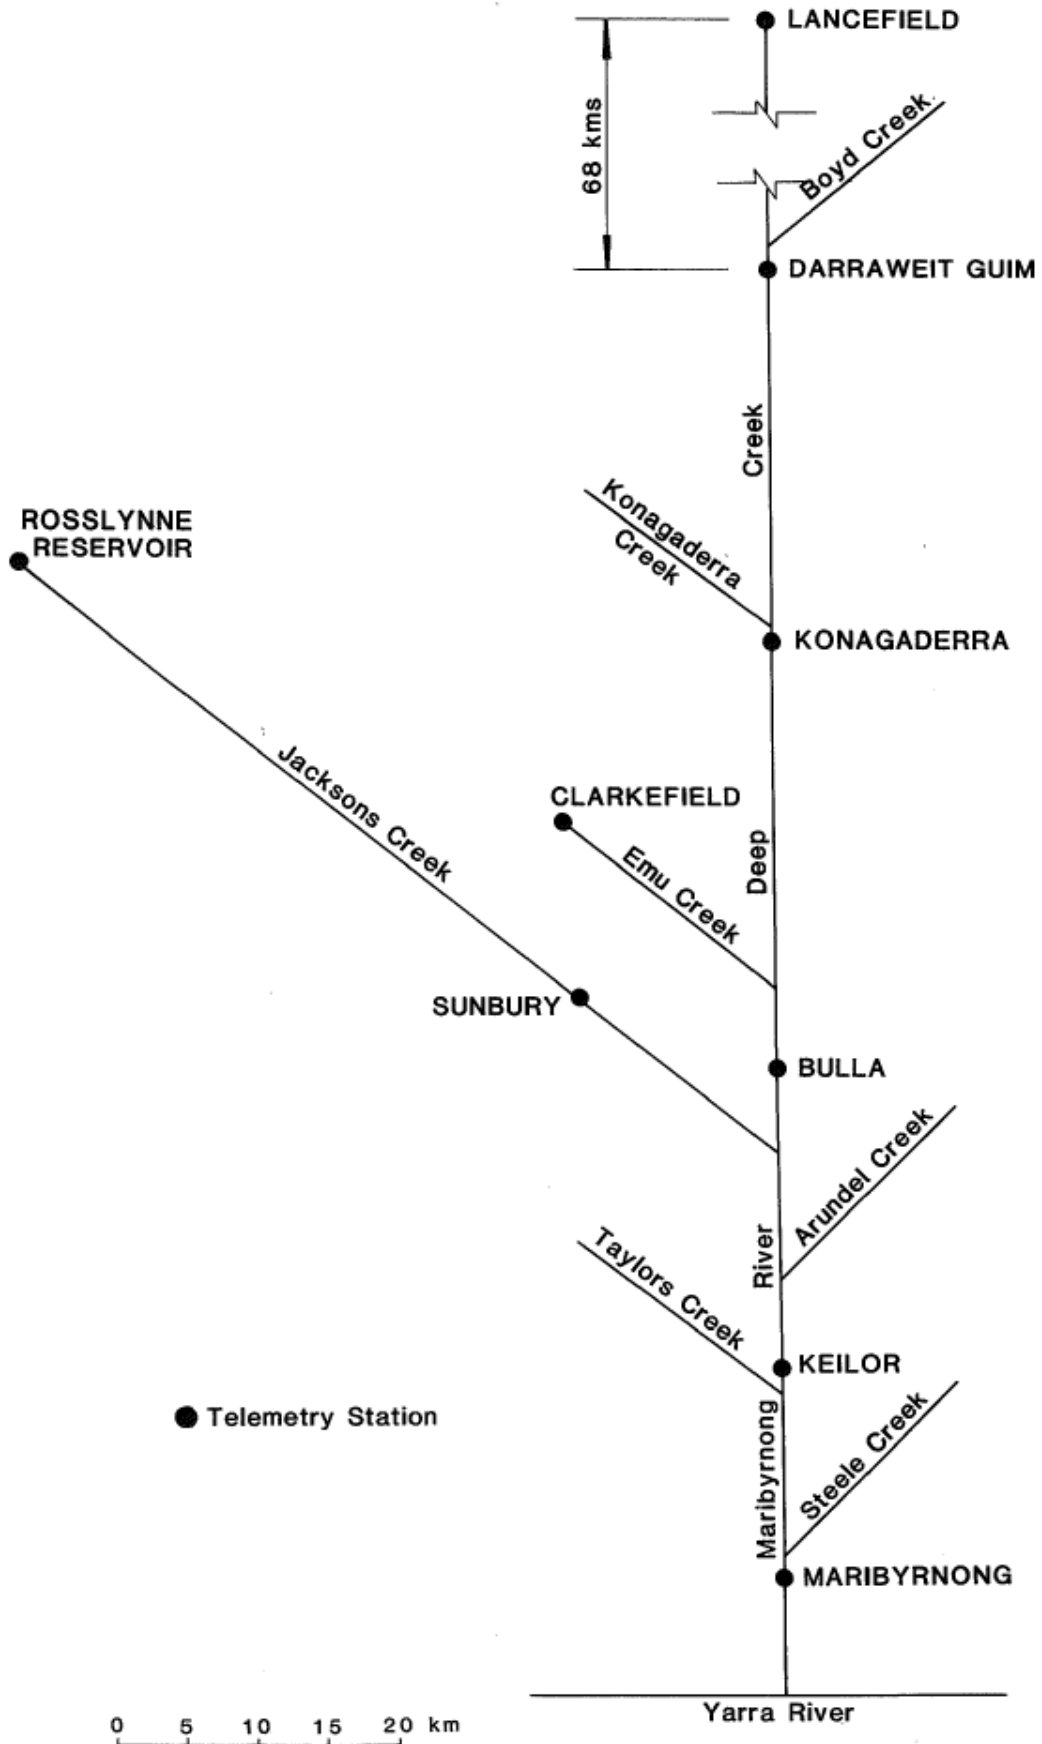 LANCEFIELD
68 kms
Boyd Creek
DARRAWEIT GUIM
Creek
Konagaderra
Creek
ROSSLYNNE
RESERVOIR
KONAGADERRA
Jacksons Creek
CLARKEFIELD
Emu Creek
Deep
SUNBURY
BULLA
Arundel Creek
River
Taylors Creek
KEILOR
Telemetry Station
Maribyrnong
Steele Creek
MARIBYRNONG
Yarra River
0 5 10 15 20 km